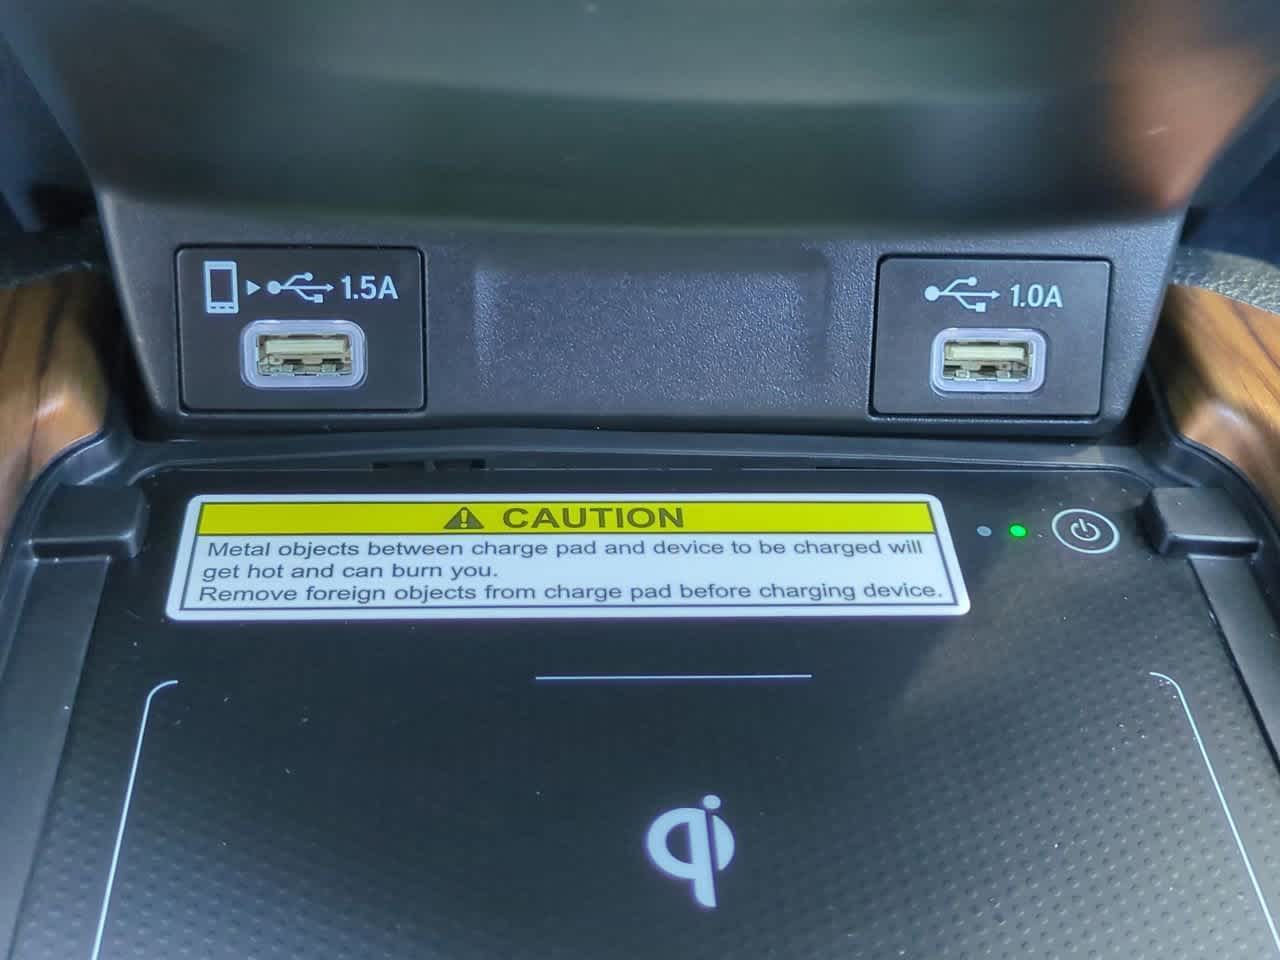 1.5A
1.0A
CAUTION
Metal objects between charge pad and device to be charged will
get hot and can burn you.
Remove foreign objects from charge pad before charging device.
qi